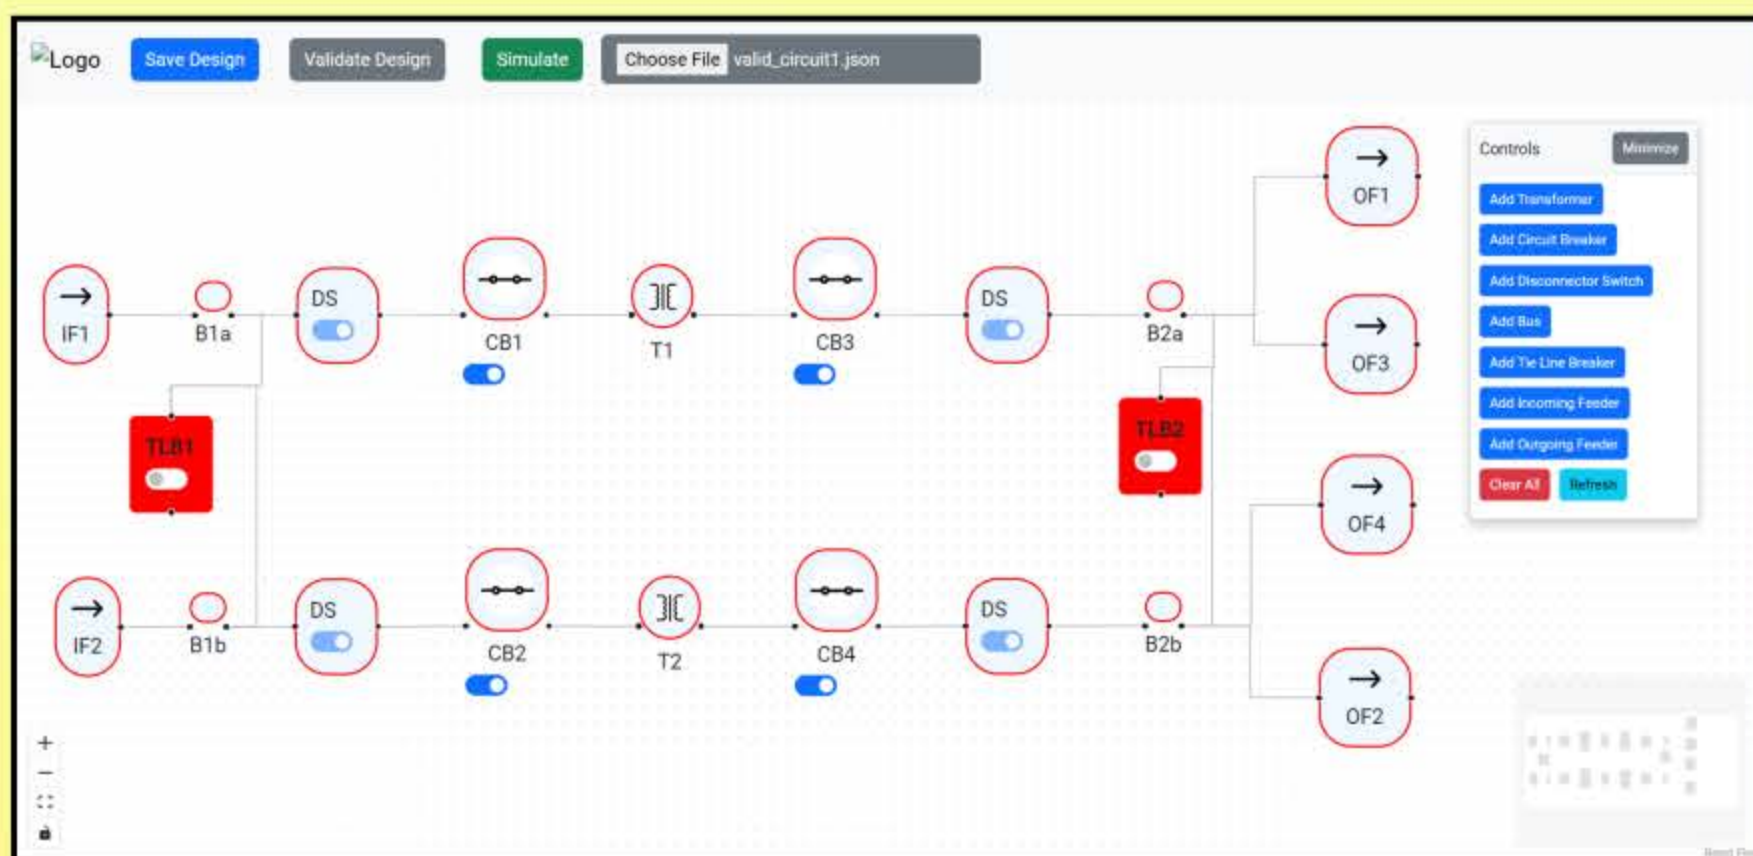 Logo
Save Design
Validate Design
Simulate
Choose File valid_circuit1.json
Controls
Minimize
Add Transformer
Add Circuit Breaker
Add Disconnector Switch
Add Bus
Add Tie Line Breaker
Add Incoming Feeder
Add Outgoing Feeder
Clear All
Refresh
OF1
IF1
B1a
DS
CB1
T1
CB3
DS
B2a
OF3
TLB1
TLB2
OF4
IF2
B1b
DS
CB2
T2
CB4
DS
B2b
OF2